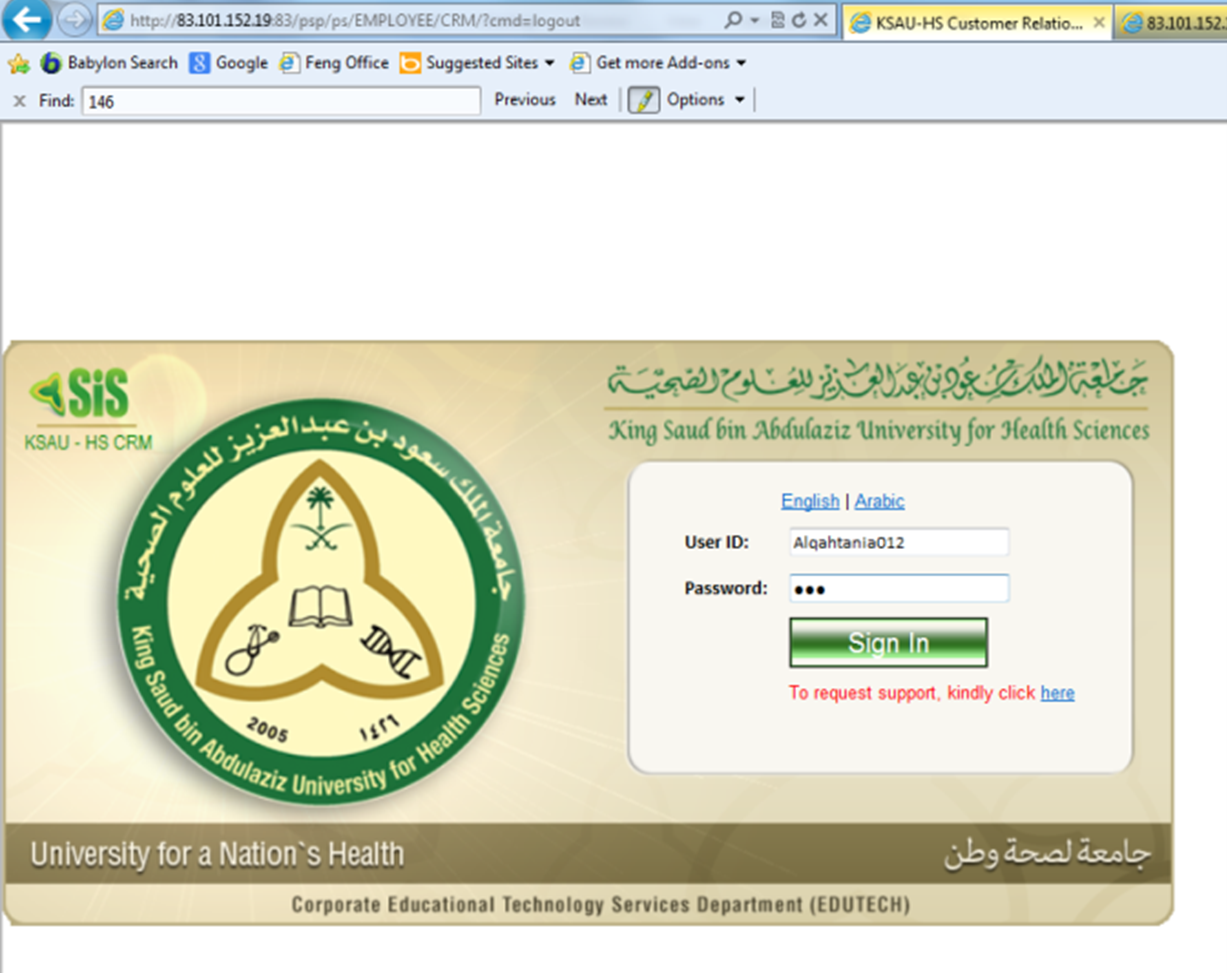 http://83.101.152.19:83/psp/ps/EMPLOYEE/CRM/?cmd=logout
KSAU-HS Customer Relatio...
83.101.152.
Babylon Search
Google
Feng Office
Suggested Sites
Get more Add-ons
x Find: 146
Previous
Next
Options
SiS
KSAU - HS CRM
جامعة الملك سعود بن عبدالعزيز للعلوم الصحية
King Saud bin Abdulaziz University for Health Sciences
جامعة الملك سعود بن عبدالعزيز للعلوم الصحية
2005
١٤٢٦
King Saud bin Abdulaziz University for Health Sciences
English | Arabic
User ID: Alqahtania012
Password: ●●●
Sign In
To request support, kindly click here
University for a Nation`s Health
جامعة لصحة وطن
Corporate Educational Technology Services Department (EDUTECH)